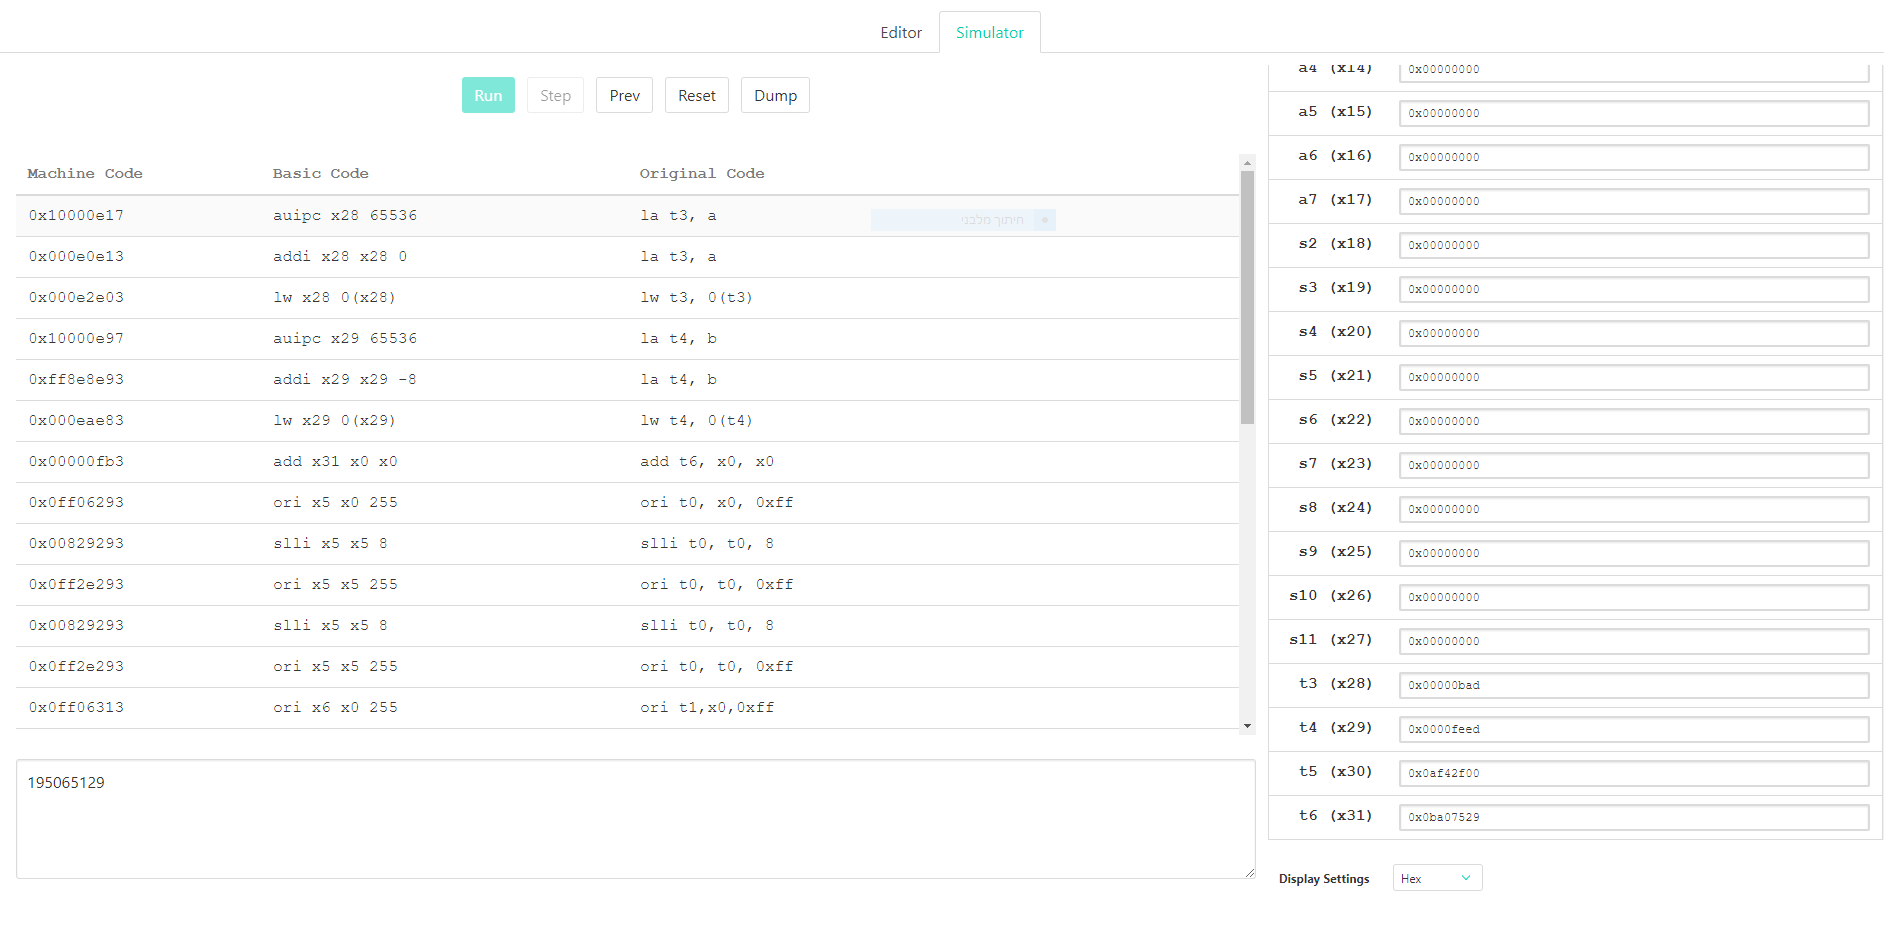 Editor Simulator
Run Step Prev Reset Dump
Machine Code Basic Code Original Code
0x10000e17 auipc x28 65536 la t3, a
היתוך מלבני
0x000e0e13 addi x28 x28 0 la t3, a
0x000e2e03 lw x28 0(x28) lw t3, 0(t3)
0x10000e97 auipc x29 65536 la t4, b
0xff8e8e93 addi x29 x29 -8 la t4, b
0x000eae83 lw x29 0(x29) lw t4, 0(t4)
0x00000fb3 add x31 x0 x0 add t6, x0, x0
0x0ff06293 ori x5 x0 255 ori t0, x0, 0xff
0x00829293 slli x5 x5 8 slli t0, t0, 8
0x0ff2e293 ori x5 x5 255 ori t0, t0, 0xff
0x00829293 slli x5 x5 8 slli t0, t0, 8
0x0ff2e293 ori x5 x5 255 ori t0, t0, 0xff
0x0ff06313 ori x6 x0 255 ori t1,x0,0xff
195065129
a4 (x14) 0x00000000
a5 (x15) 0x00000000
a6 (x16) 0x00000000
a7 (x17) 0x00000000
s2 (x18) 0x00000000
s3 (x19) 0x00000000
s4 (x20) 0x00000000
s5 (x21) 0x00000000
s6 (x22) 0x00000000
s7 (x23) 0x00000000
s8 (x24) 0x00000000
s9 (x25) 0x00000000
s10 (x26) 0x00000000
s11 (x27) 0x00000000
t3 (x28) 0x00000bad
t4 (x29) 0x0000feed
t5 (x30) 0x0af42f00
t6 (x31) 0x0ba07529
Display Settings Hex